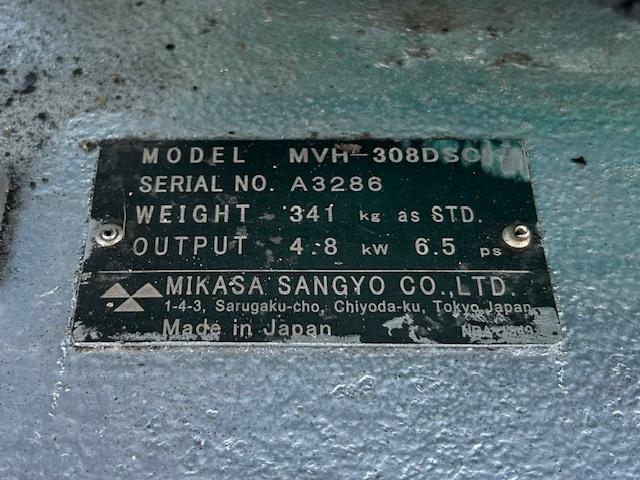 MODEL MVH-308DSC
SERIAL NO. A3286
WEIGHT 341 kg as STD.
OUTPUT 4.8 kW 6.5 ps
MIKASA SANGYO CO.,LTD.
1-4-3, Sarugaku-cho, Chiyoda-ku, Tokyo, Japan
Made in Japan